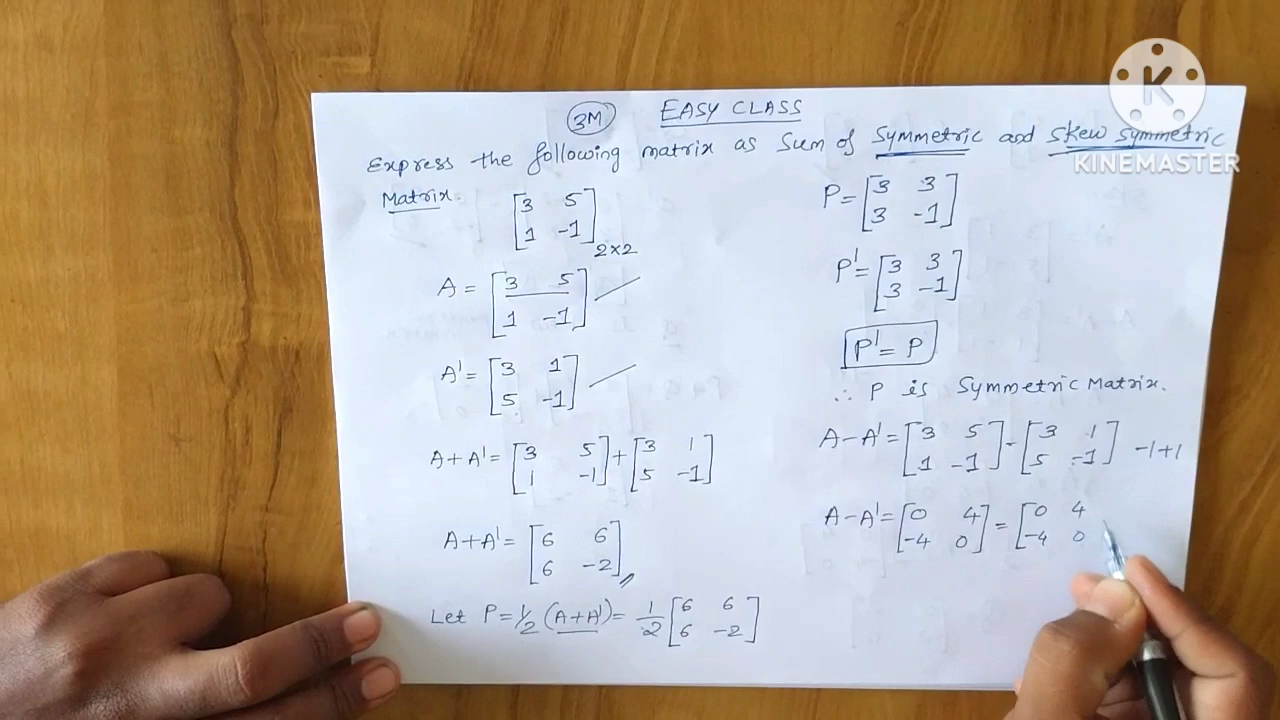 3M EASY CLASS
Express the following matrix as sum of symmetric and skew symmetric
Matrix.
[3 5
1 -1] 2×2
A = [3 5
1 -1]
A' = [3 1
5 -1]
A+A' = [3 5 + [3 1
1 -1] 5 -1]
A+A' = [6 6
6 -2]
Let P = 1/2 (A+A') = 1/2 [6 6
6 -2]
P = [3 3
3 -1]
P' = [3 3
3 -1]
P' = P
∴ P is Symmetric Matrix.
A-A' = [3 5 - [3 1
1 -1] 5 -1] -1+1
A-A' = [0 4 = [0 4
-4 0] -4 0
K
KINEMASTER